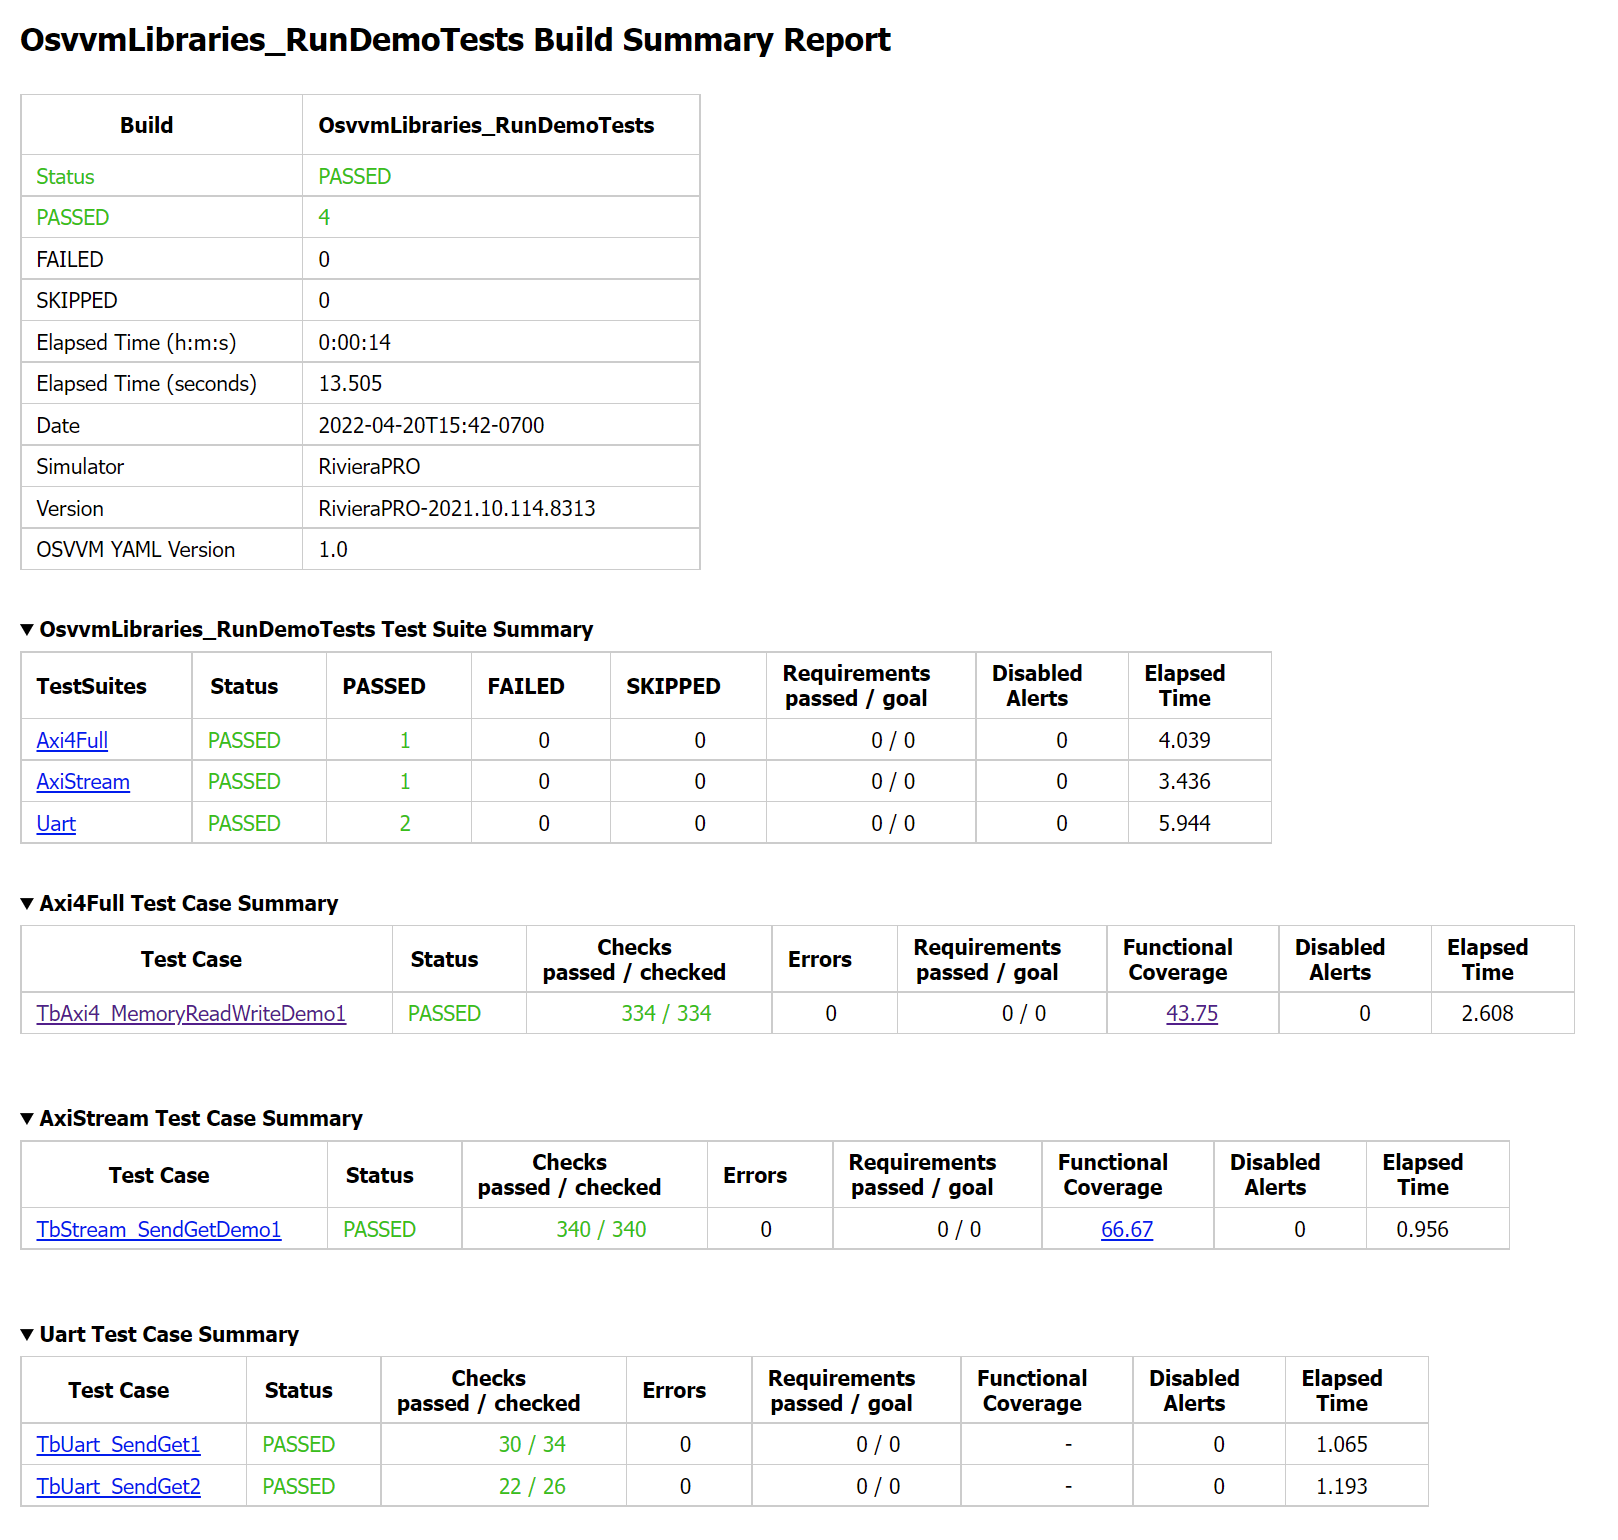 OsvvmLibraries_RunDemoTests Build Summary Report
Build OsvvmLibraries_RunDemoTests
Status PASSED
PASSED 4
FAILED 0
SKIPPED 0
Elapsed Time (h:m:s) 0:00:14
Elapsed Time (seconds) 13.505
Date 2022-04-20T15:42-0700
Simulator RivieraPRO
Version RivieraPRO-2021.10.114.8313
OSVVM YAML Version 1.0
▼ OsvvmLibraries_RunDemoTests Test Suite Summary
TestSuites Status PASSED FAILED SKIPPED Requirements passed / goal Disabled Alerts Elapsed Time
Axi4Full PASSED 1 0 0 0 / 0 0 4.039
AxiStream PASSED 1 0 0 0 / 0 0 3.436
Uart PASSED 2 0 0 0 / 0 0 5.944
▼ Axi4Full Test Case Summary
Test Case Status Checks passed / checked Errors Requirements passed / goal Functional Coverage Disabled Alerts Elapsed Time
TbAxi4_MemoryReadWriteDemo1 PASSED 334 / 334 0 0 / 0 43.75 0 2.608
▼ AxiStream Test Case Summary
Test Case Status Checks passed / checked Errors Requirements passed / goal Functional Coverage Disabled Alerts Elapsed Time
TbStream_SendGetDemo1 PASSED 340 / 340 0 0 / 0 66.67 0 0.956
▼ Uart Test Case Summary
Test Case Status Checks passed / checked Errors Requirements passed / goal Functional Coverage Disabled Alerts Elapsed Time
TbUart_SendGet1 PASSED 30 / 34 0 0 / 0 - 0 1.065
TbUart_SendGet2 PASSED 22 / 26 0 0 / 0 - 0 1.193